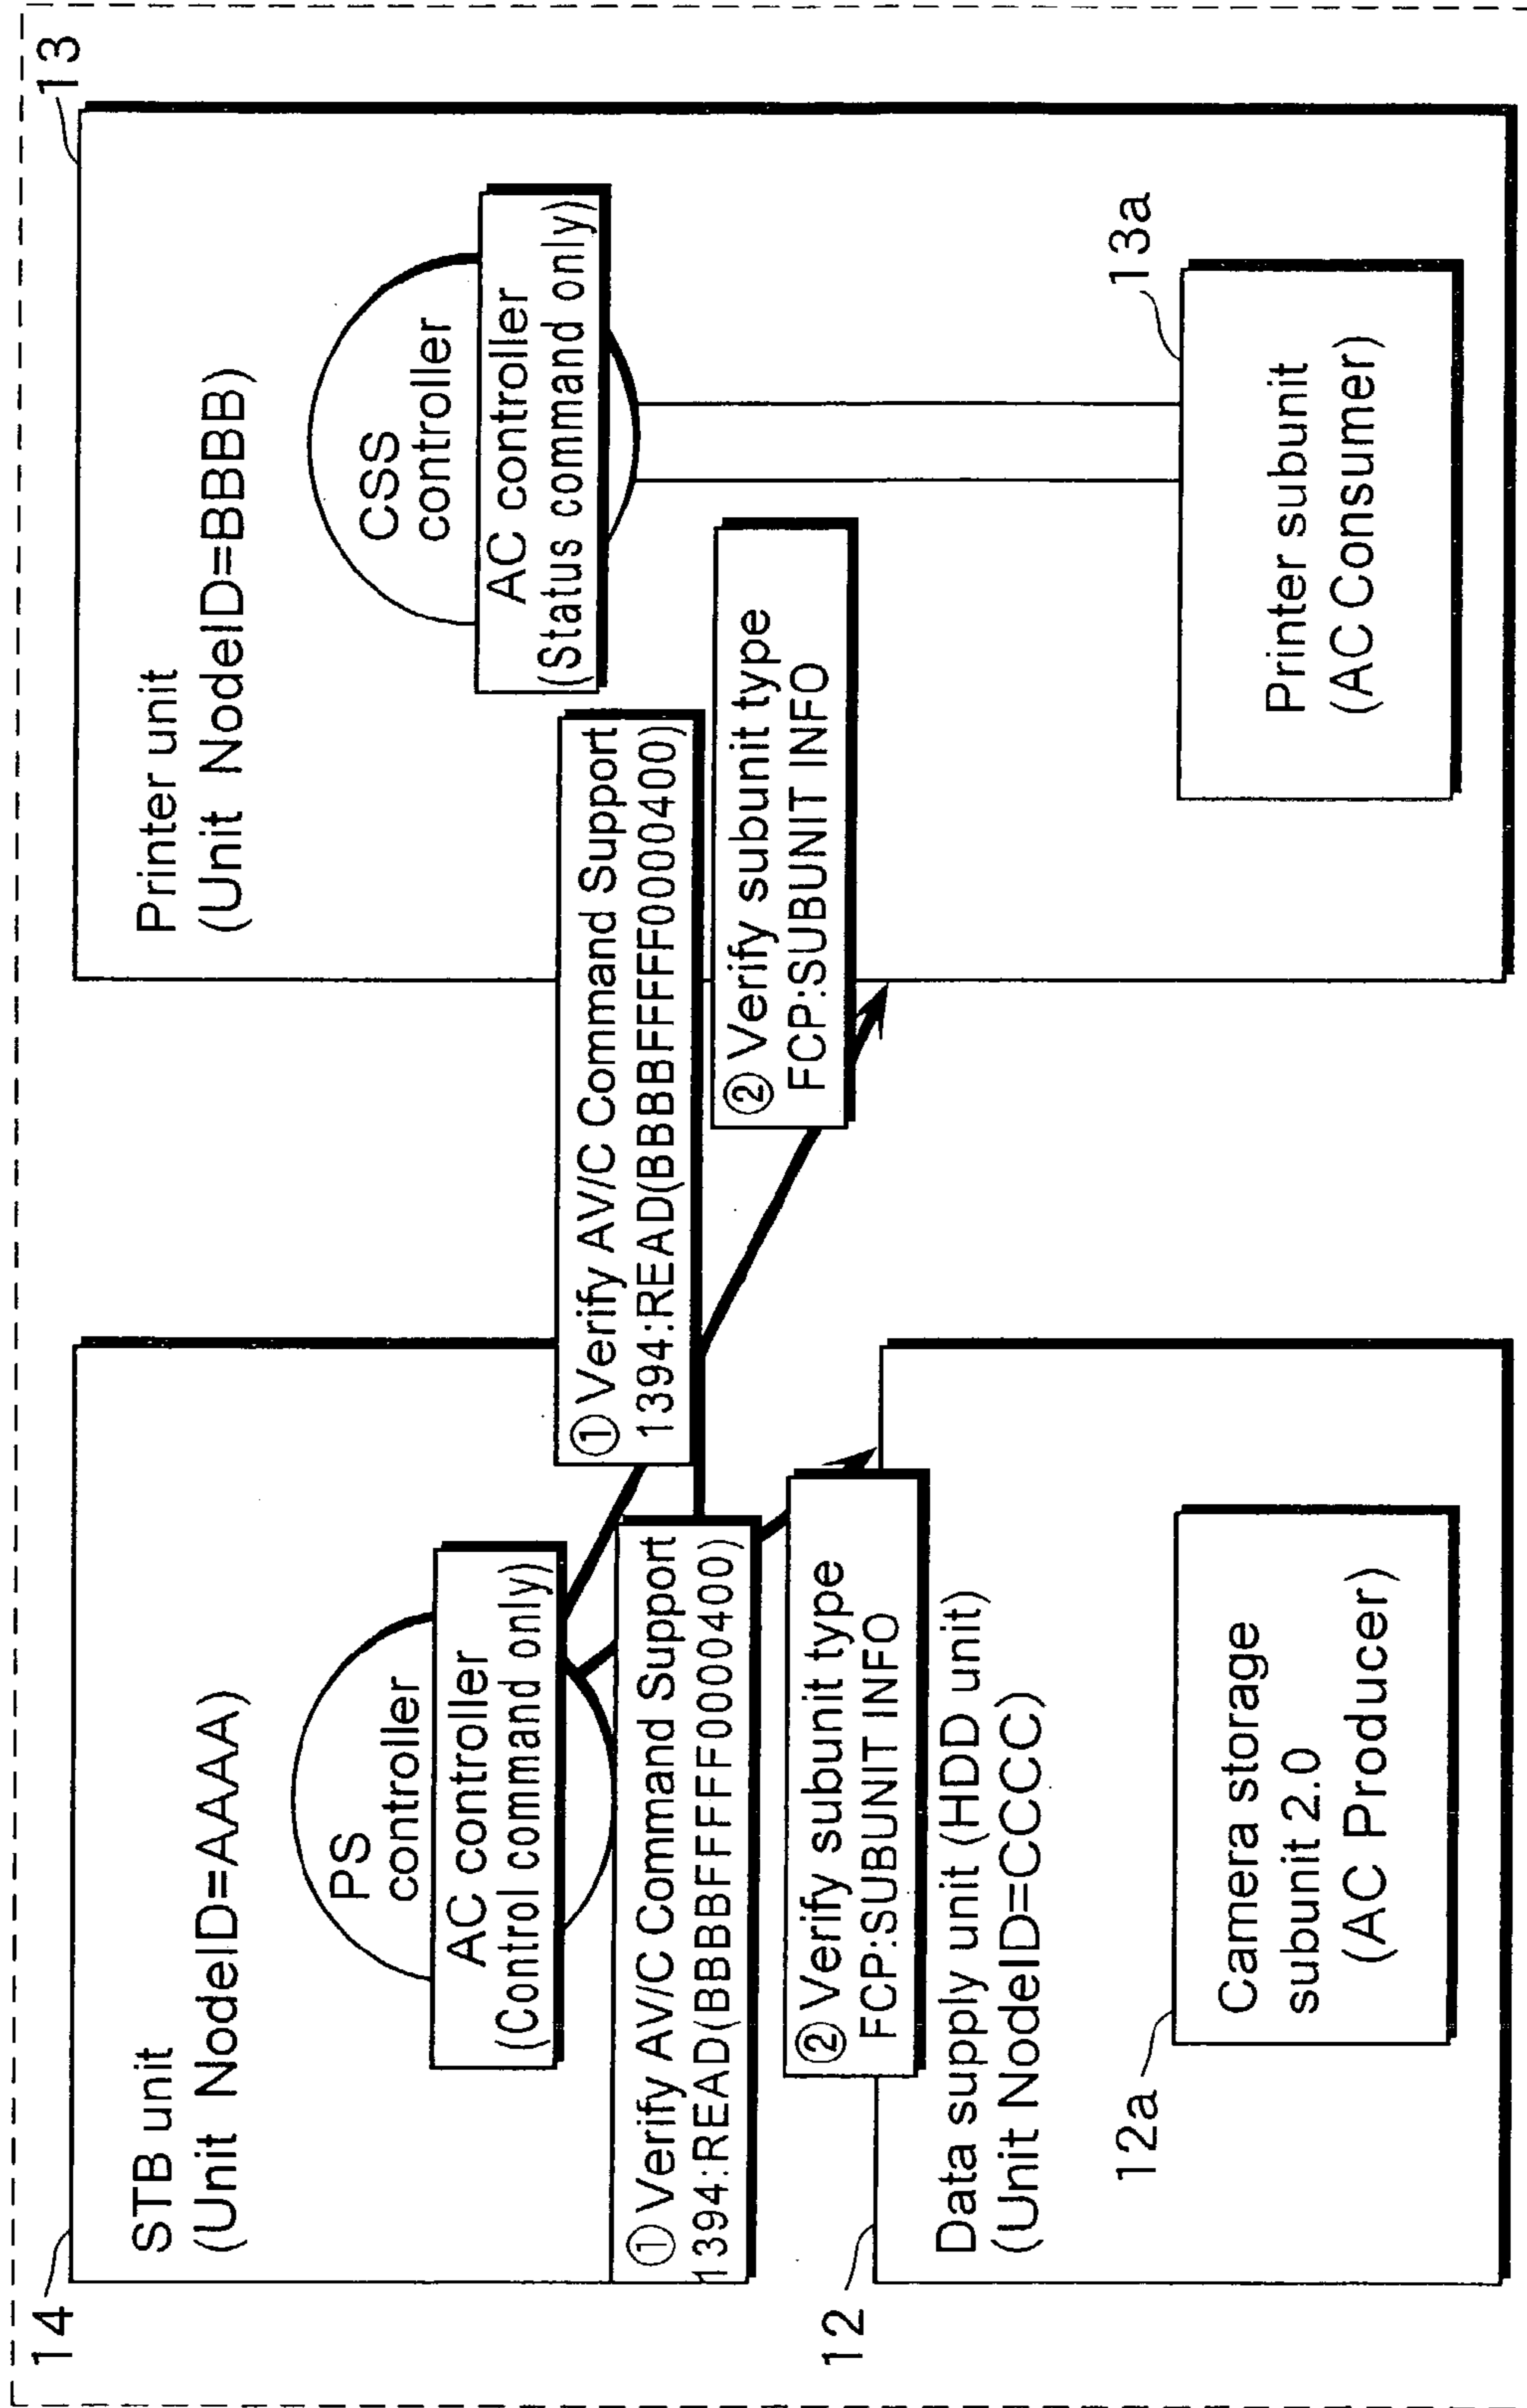 14
STB unit
(Unit NodeID=AAAA)
PS
controller
AC controller
(Control command only)
① Verify AV/C Command Support
1394:READ(BBBBFFFFF0000400)
② Verify subunit type
FCP:SUBUNIT INFO
12
Data supply unit (HDD unit)
(Unit NodeID=CCCC)
12a
Camera storage
subunit 2.0
(AC Producer)
① Verify AV/C Command Support
1394:READ(BBBBFFFFF0000400)
② Verify subunit type
FCP:SUBUNIT INFO
13
Printer unit
(Unit NodeID=BBBB)
CSS
controller
AC controller
(Status command only)
13a
Printer subunit
(AC Consumer)